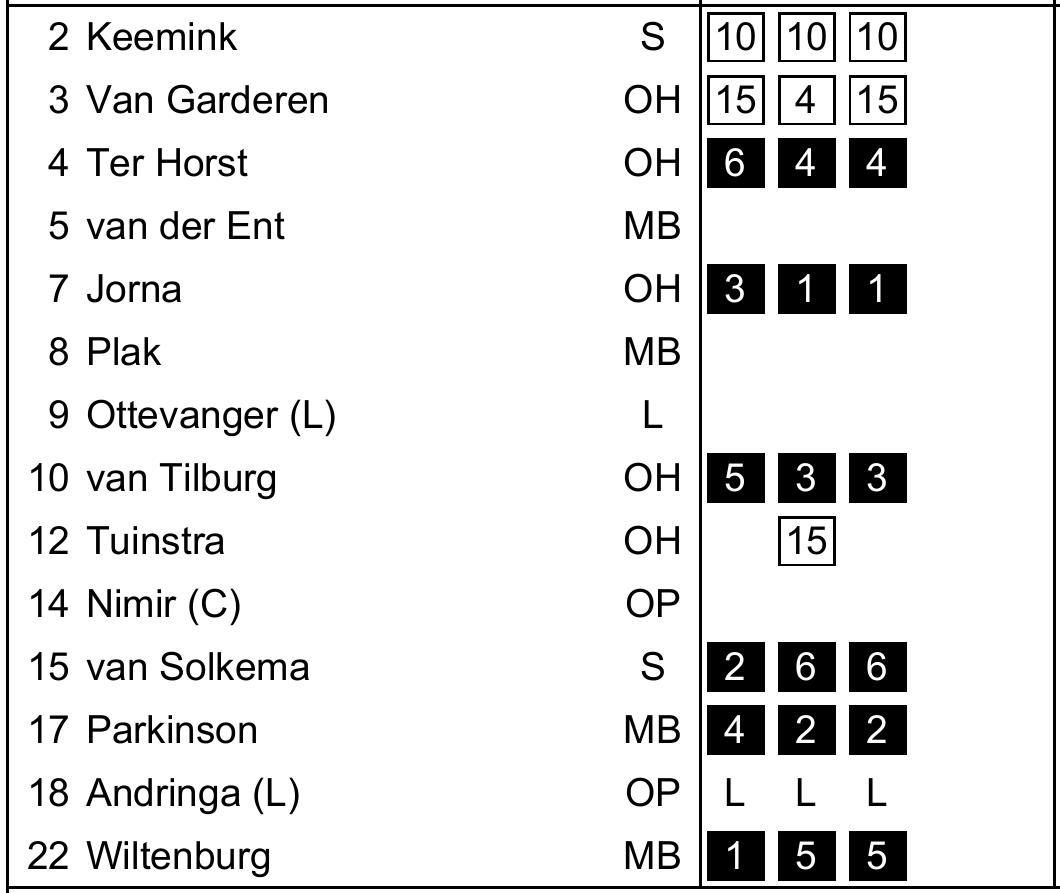 2 Keemink S 10 10 10
3 Van Garderen OH 15 4 15
4 Ter Horst OH 6 4 4
5 van der Ent MB
7 Jorna OH 3 1 1
8 Plak MB
9 Ottevanger (L) L
10 van Tilburg OH 5 3 3
12 Tuinstra OH 15
14 Nimir (C) OP
15 van Solkema S 2 6 6
17 Parkinson MB 4 2 2
18 Andringa (L) OP L L L
22 Wiltenburg MB 1 5 5